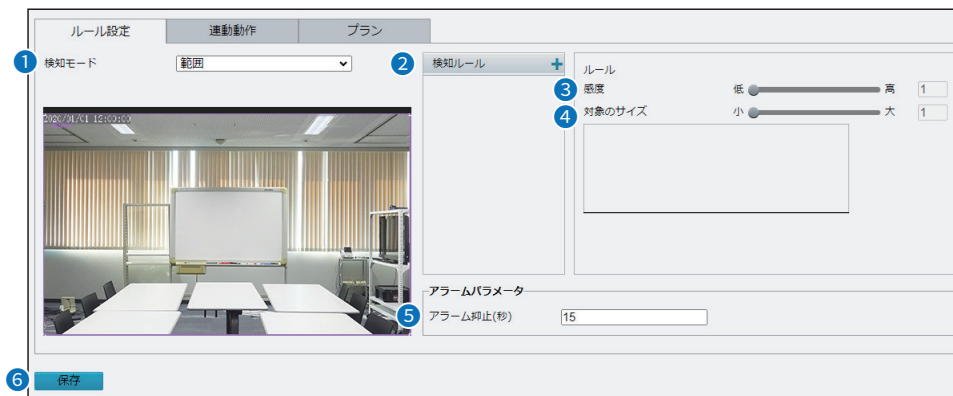 ルール設定 連動動作 プラン
1 検知モード 範囲
2 検知ルール +
ルール
3 感度 低 高 1
4 対象のサイズ 小 大 1
2020/01/01 12:00:00
アラームパラメータ
5 アラーム抑止(秒) 15
6 保存